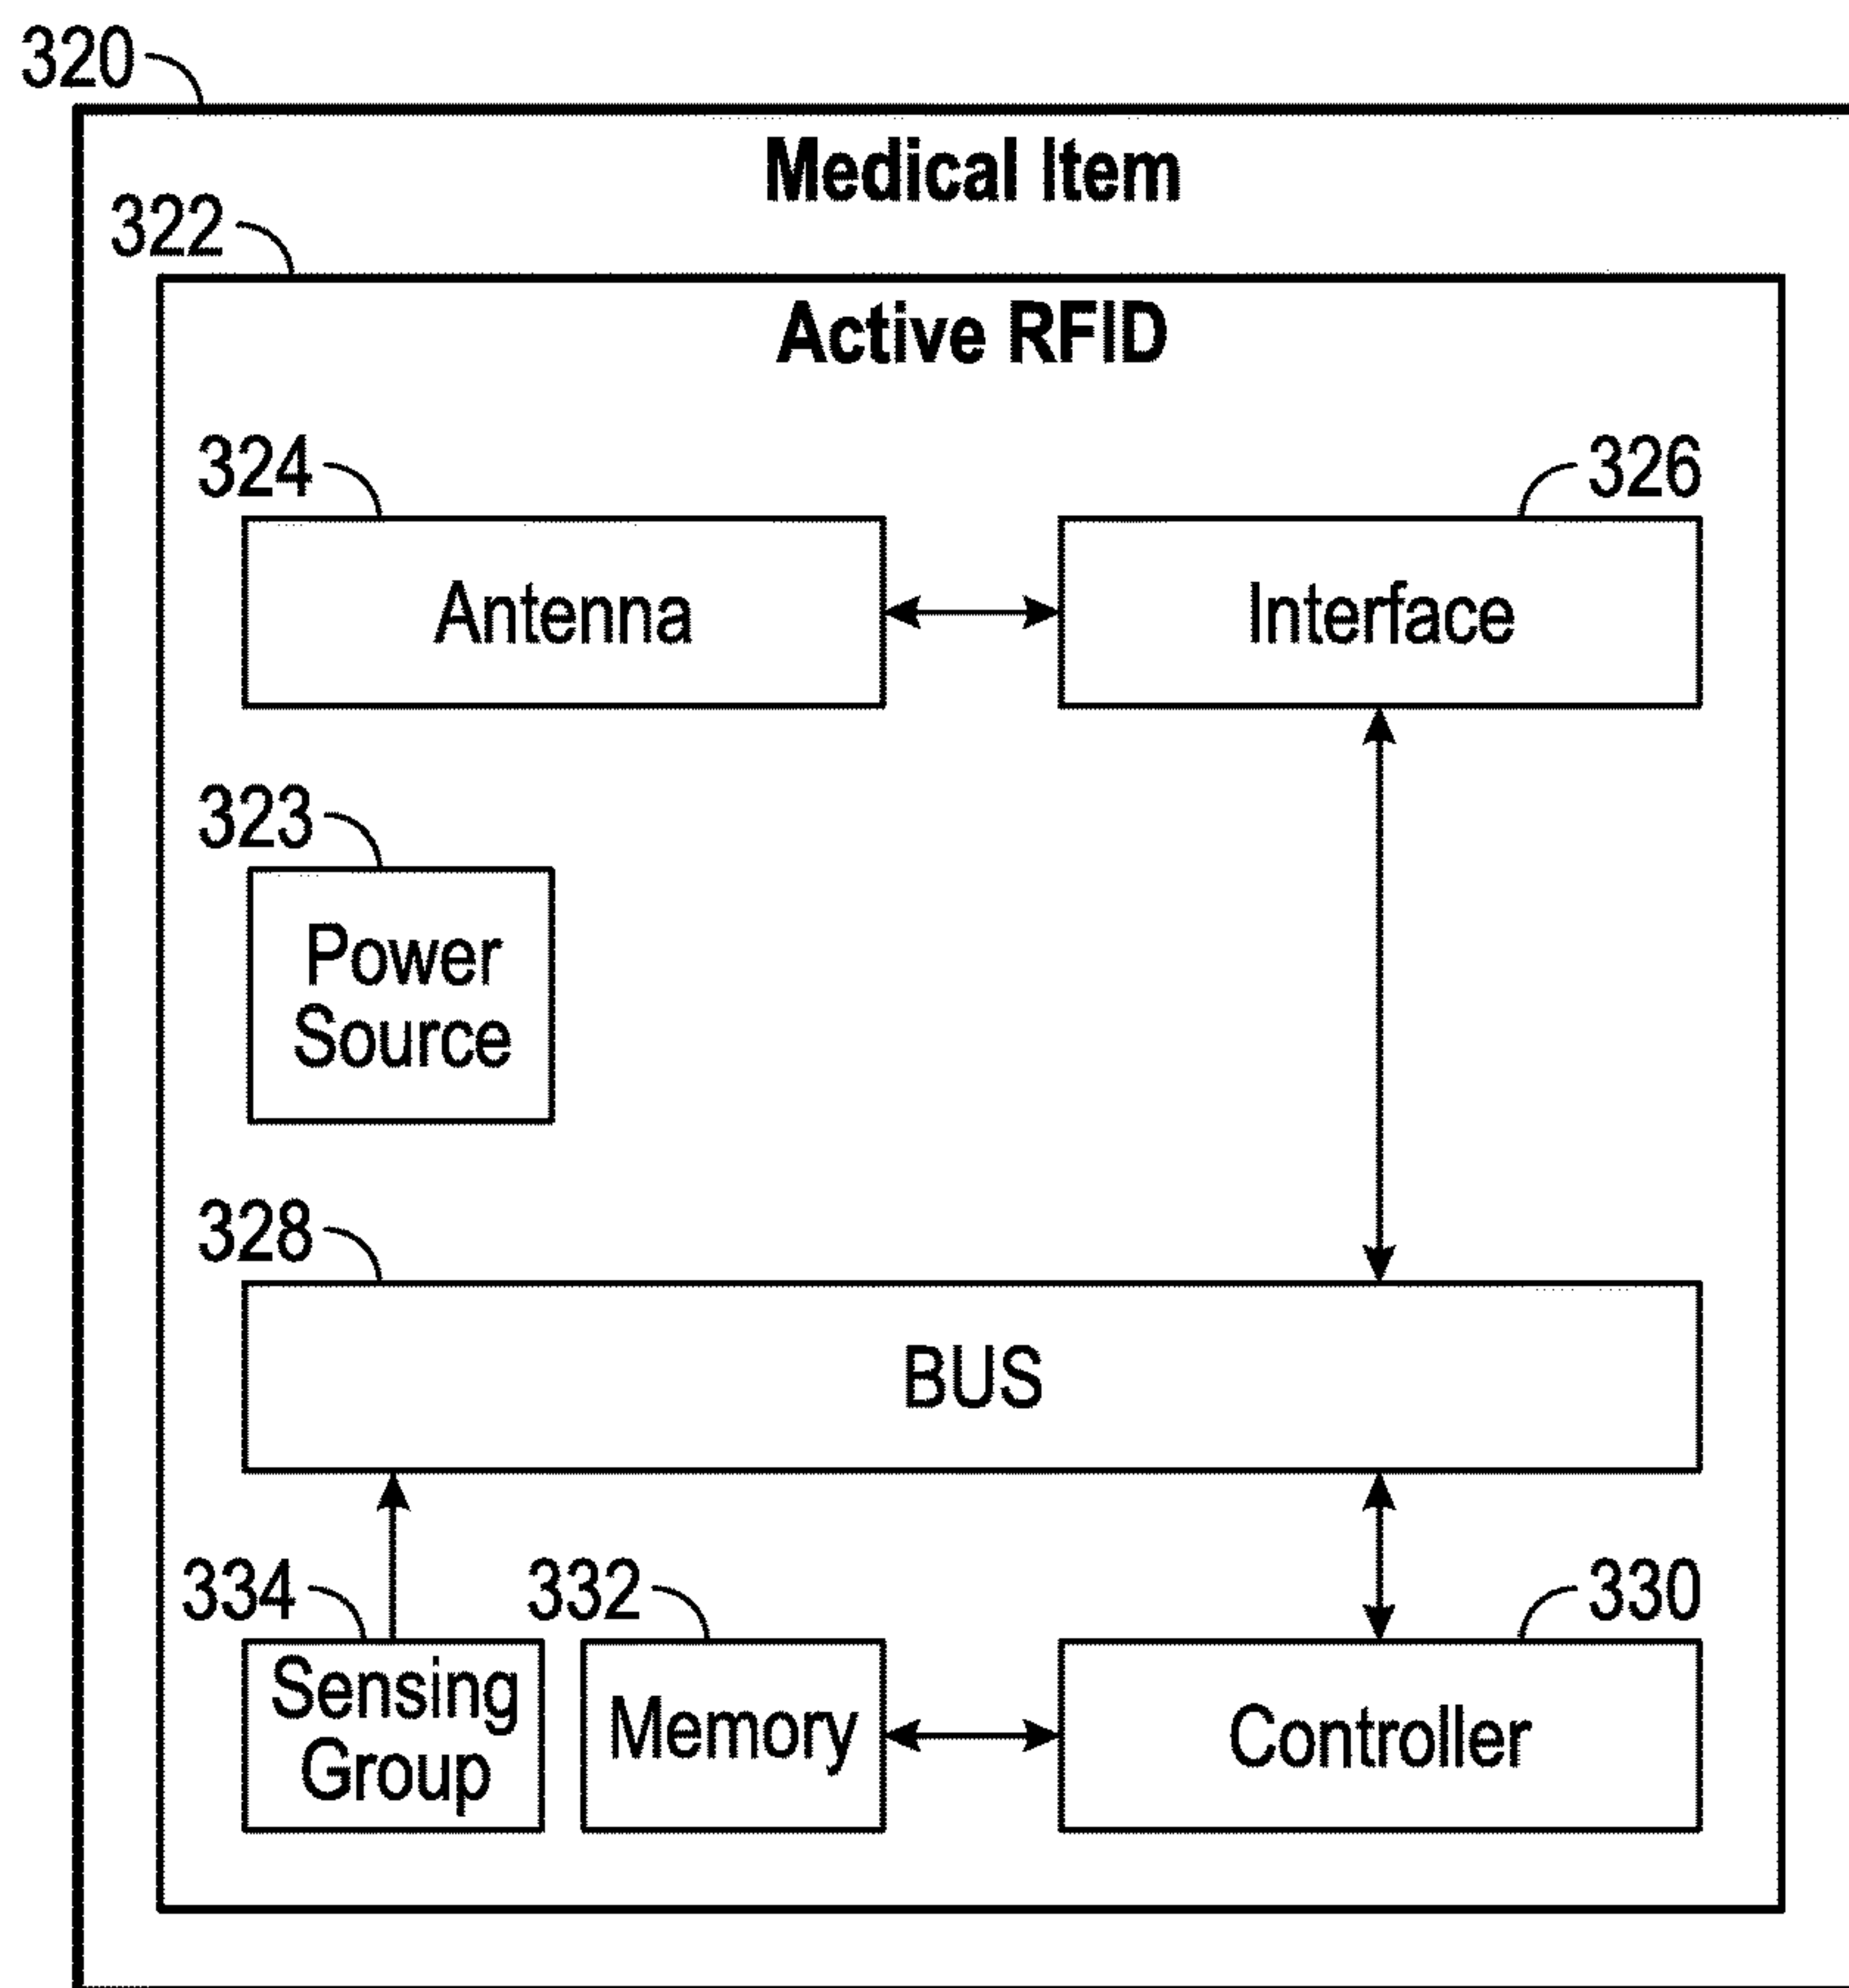 320
Medical Item
322
Active RFID
324
326
Antenna
Interface
323
Power
Source
328
BUS
334
332
330
Sensing
Group
Memory
Controller